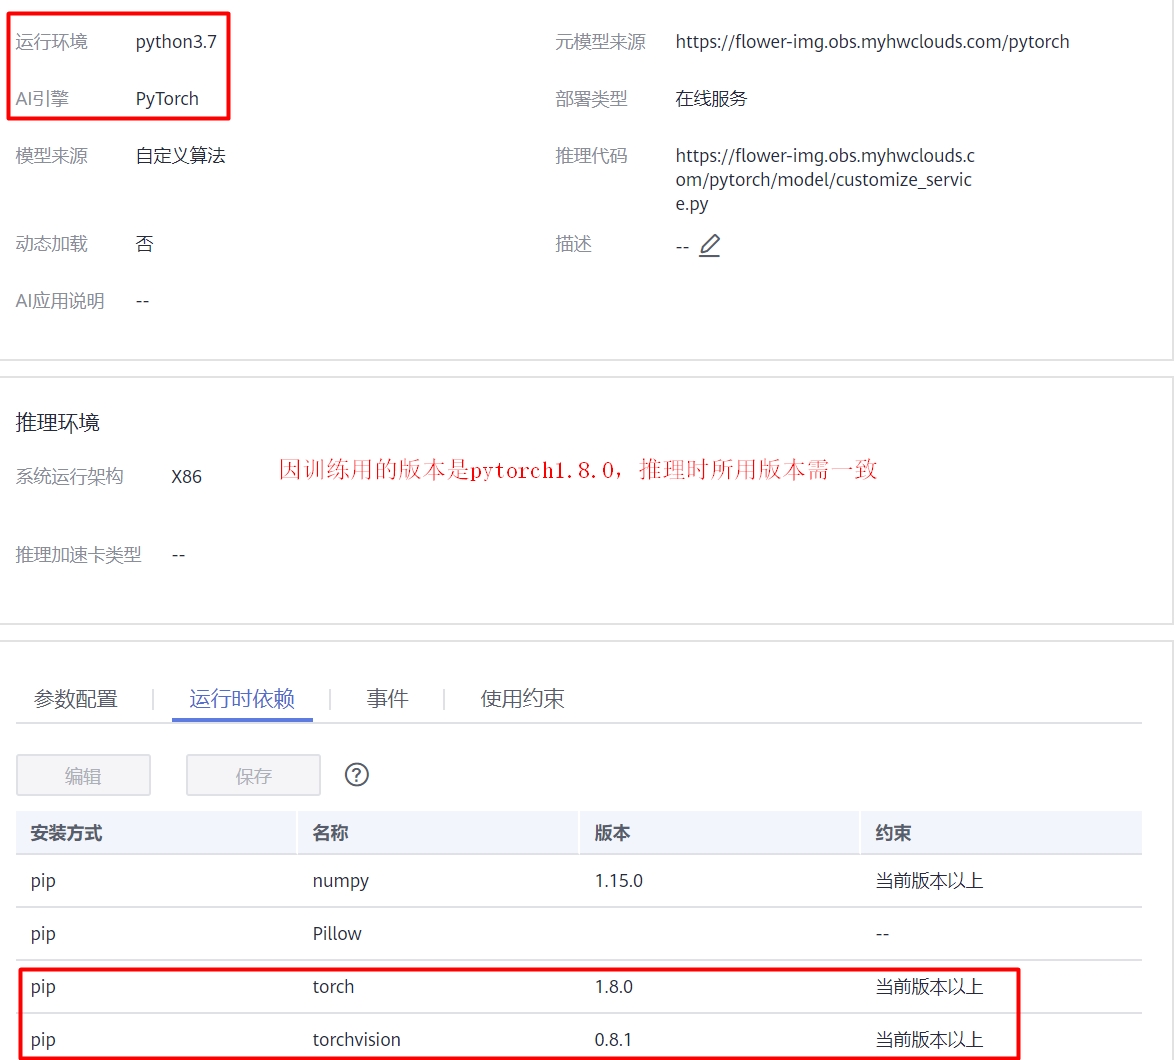 运行环境 python3.7 元模型来源 https://flower-img.obs.myhwclouds.com/pytorch
AI引擎 PyTorch 部署类型 在线服务
模型来源 自定义算法 推理代码 https://flower-img.obs.myhwclouds.c
om/pytorch/model/customize_servic
e.py
动态加载 否 描述 --
AI应用说明 --
推理环境
系统运行架构 X86 因训练用的版本是pytorch1.8.0，推理时所用版本需一致
推理加速卡类型 --
参数配置 运行时依赖 事件 使用约束
编辑 保存 ?
安装方式 名称 版本 约束
pip numpy 1.15.0 当前版本以上
pip Pillow --
pip torch 1.8.0 当前版本以上
pip torchvision 0.8.1 当前版本以上